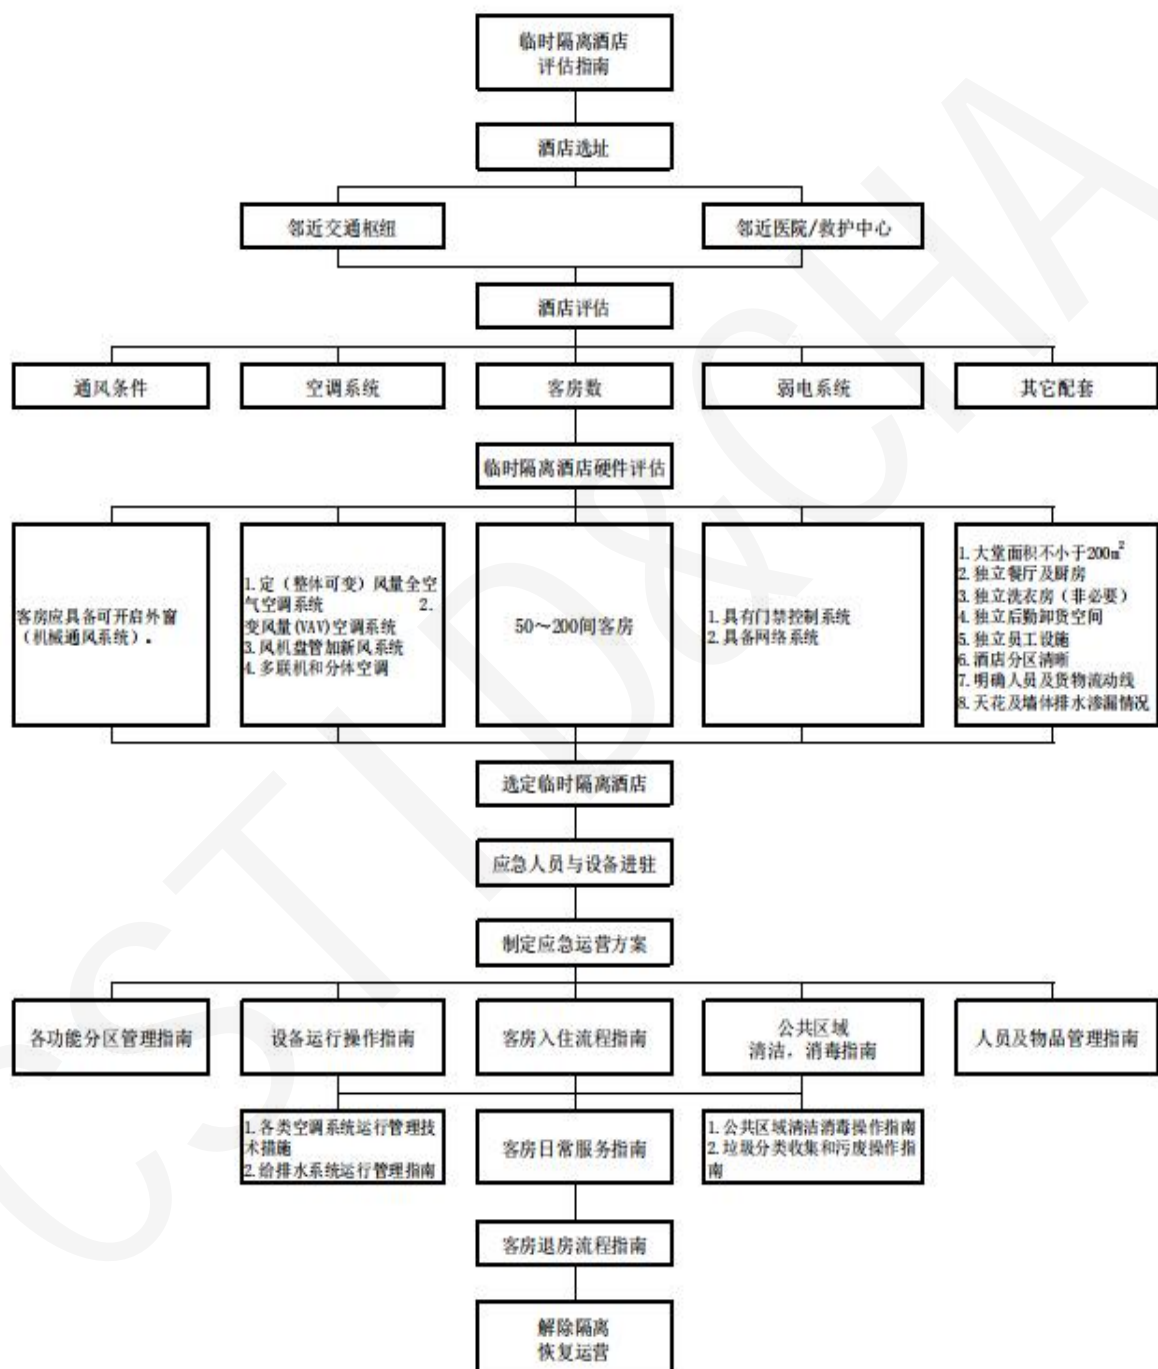 临时隔离酒店
评估指南
酒店选址
邻近交通枢纽
邻近医院/救护中心
酒店评估
通风条件
空调系统
客房数
弱电系统
其它配套
临时隔离酒店硬件评估
客房应具备可开启外窗
（机械通风系统）。
1.定（整体可变）风量全空
气空调系统 2.
变风量(VAV)空调系统
3.风机盘管加新风系统
4.多联机和分体空调
50～200间客房
1.具有门禁控制系统
2.具备网络系统
1.大堂面积不小于200m²
2.独立餐厅及厨房
3.独立洗衣房（非必要）
4.独立后勤卸货空间
5.独立员工设施
6.酒店分区清晰
7.明确人员及货物流动线
8.天花及墙体排水渗漏情况
选定临时隔离酒店
应急人员与设备进驻
制定应急运营方案
各功能分区管理指南
设备运行操作指南
客房入住流程指南
公共区域
清洁，消毒指南
人员及物品管理指南
1.各类空调系统运行管理技
术措施
2.给排水系统运行管理指南
客房日常服务指南
1.公共区域清洁消毒操作指南
2.垃圾分类收集和污废操作指
南
客房退房流程指南
解除隔离
恢复运营
CSTID&CHA